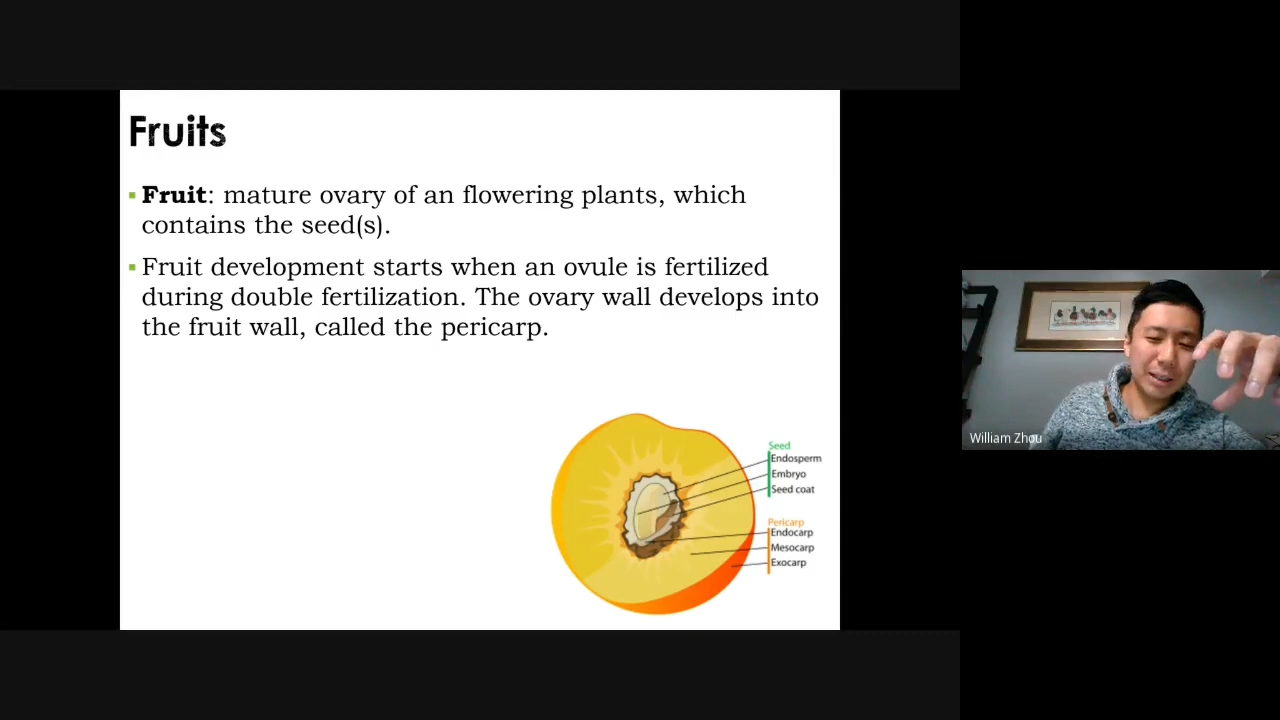 Fruits
▪ Fruit: mature ovary of an flowering plants, which
contains the seed(s).
▪ Fruit development starts when an ovule is fertilized
during double fertilization. The ovary wall develops into
the fruit wall, called the pericarp.
Seed
Endosperm
Embryo
Seed coat
Pericarp
Endocarp
Mesocarp
Exocarp
William Zhou